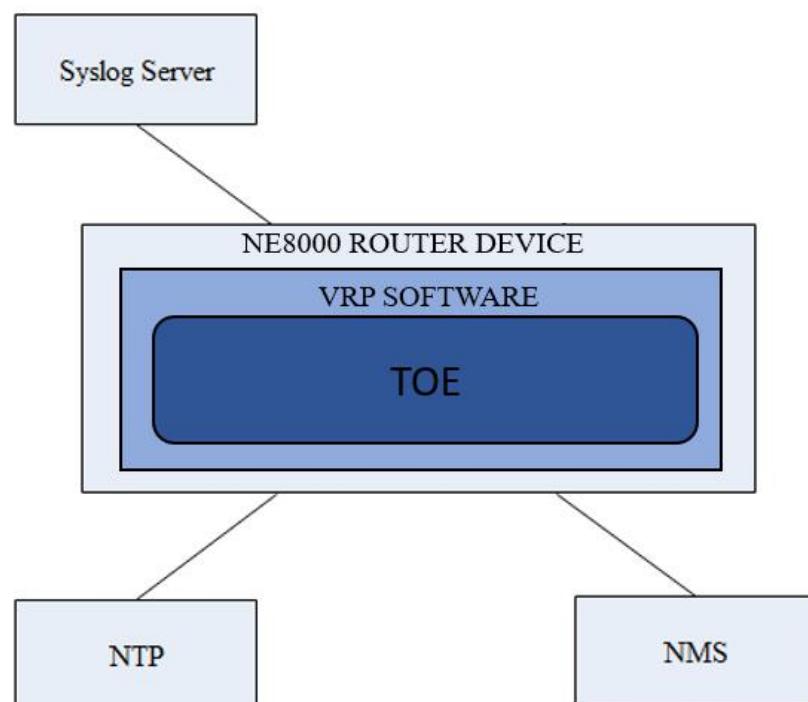 Syslog Server
NE8000 ROUTER DEVICE
VRP SOFTWARE
TOE
NTP
NMS